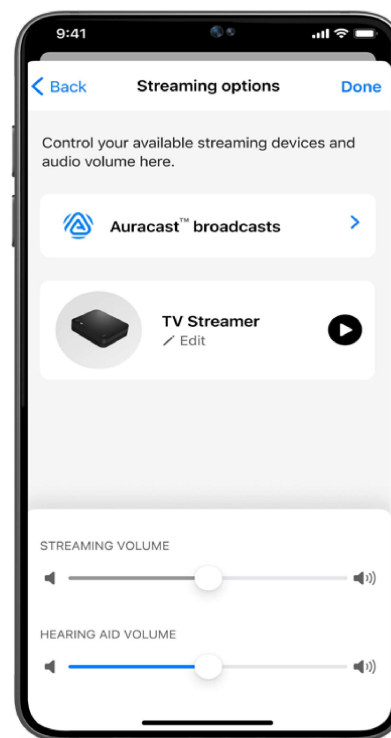 9:41
Back Streaming options Done
Control your available streaming devices and
audio volume here.
Auracast™ broadcasts
TV Streamer
Edit
STREAMING VOLUME
HEARING AID VOLUME